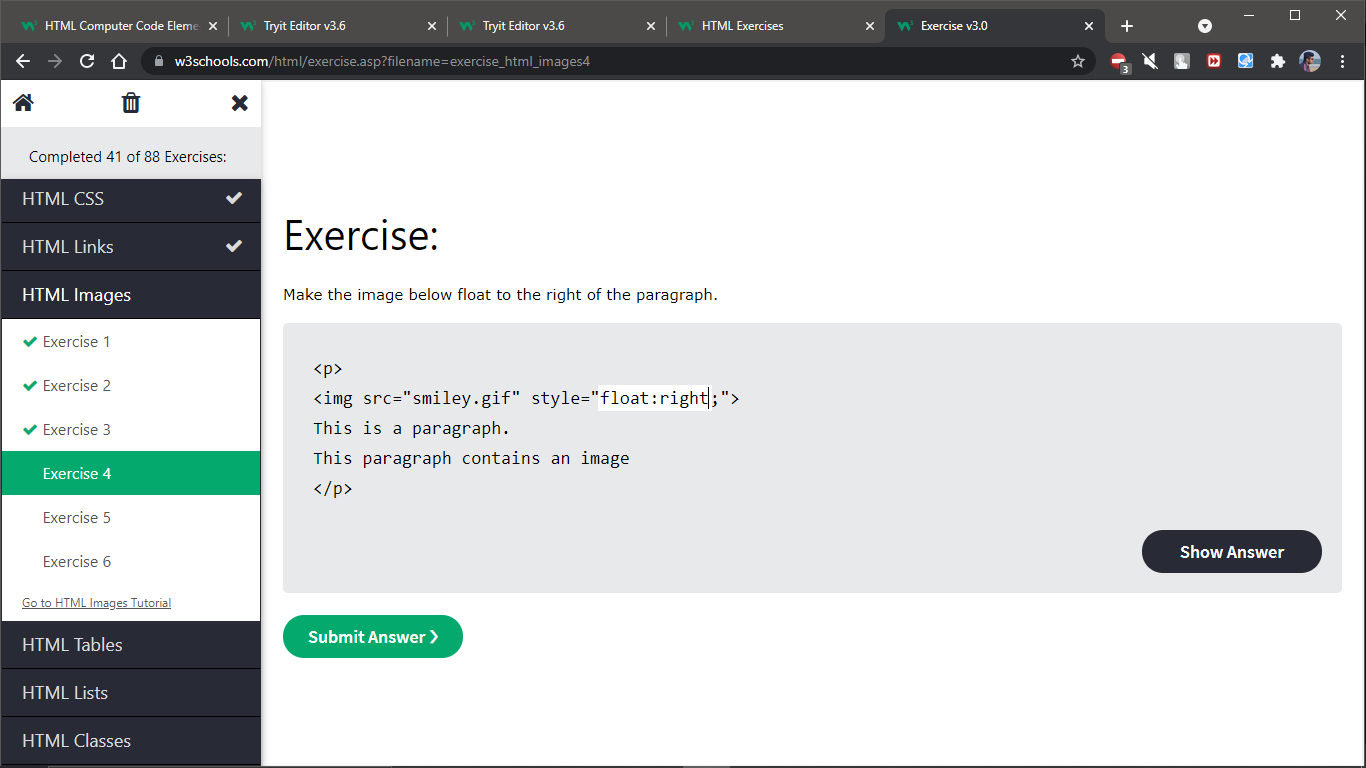 HTML Computer Code Eleme
Tryit Editor v3.6
Tryit Editor v3.6
HTML Exercises
Exercise v3.0
w3schools.com/html/exercise.asp?filename=exercise_html_images4
3
Completed 41 of 88 Exercises:
HTML CSS
HTML Links
HTML Images
Exercise 1
Exercise 2
Exercise 3
Exercise 4
Exercise 5
Exercise 6
Go to HTML Images Tutorial
HTML Tables
HTML Lists
HTML Classes
Exercise:
Make the image below float to the right of the paragraph.
<p>
<img src="smiley.gif" style="float:right;">
This is a paragraph.
This paragraph contains an image
</p>
Show Answer
Submit Answer ❯